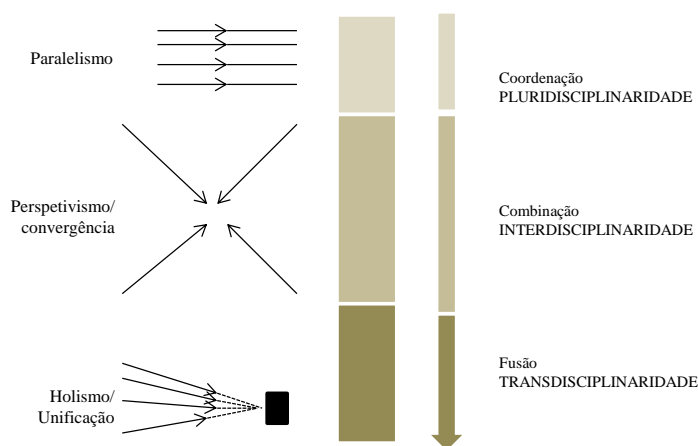 Paralelismo
Coordenação
PLURIDISCIPLINARIDADE
Perspetivismo/
convergência
Combinação
INTERDISCIPLINARIDADE
Holismo/
Unificação
Fusão
TRANSDISCIPLINARIDADE